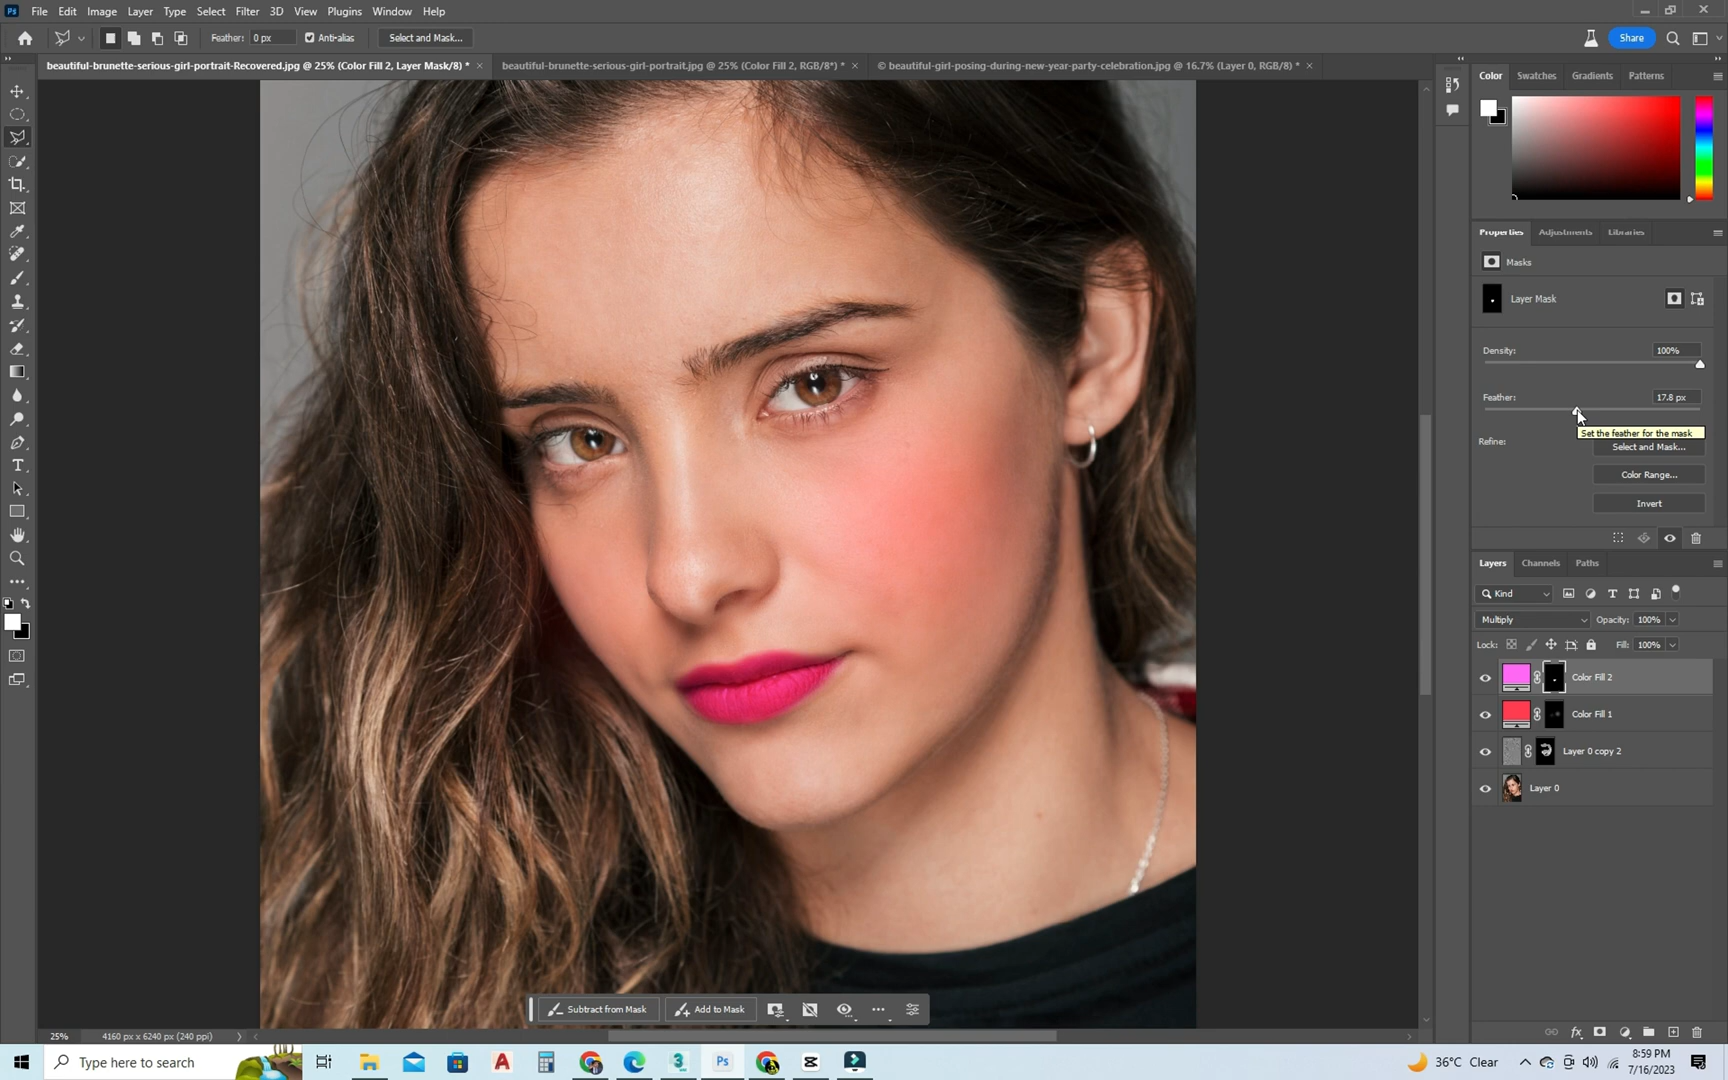 Ps File Edit Image Layer Type Select Filter 3D View Plugins Window Help
Feather: 0 px Anti-alias Select and Mask... Share
beautiful-brunette-serious-girl-portrait-Recovered.jpg @ 25% (Color Fill 2, Layer Mask/8) *
beautiful-brunette-serious-girl-portrait.jpg @ 25% (Color Fill 2, RGB/8*) *
© beautiful-girl-posing-during-new-year-party-celebration.jpg @ 16.7% (Layer 0, RGB/8) *
Color Swatches Gradients Patterns
Properties Adjustments Libraries
Masks
Layer Mask
Density: 100%
Feather: 17.8 px
Set the feather for the mask
Refine: Select and Mask...
Color Range...
Invert
Layers Channels Paths
Kind
Multiply Opacity: 100%
Lock: Fill: 100%
Color Fill 2
Color Fill 1
Layer 0 copy 2
Layer 0
Subtract from Mask Add to Mask
25% 4160 px x 6240 px (240 ppi)
Type here to search
36°C Clear
8:59 PM
7/16/2023